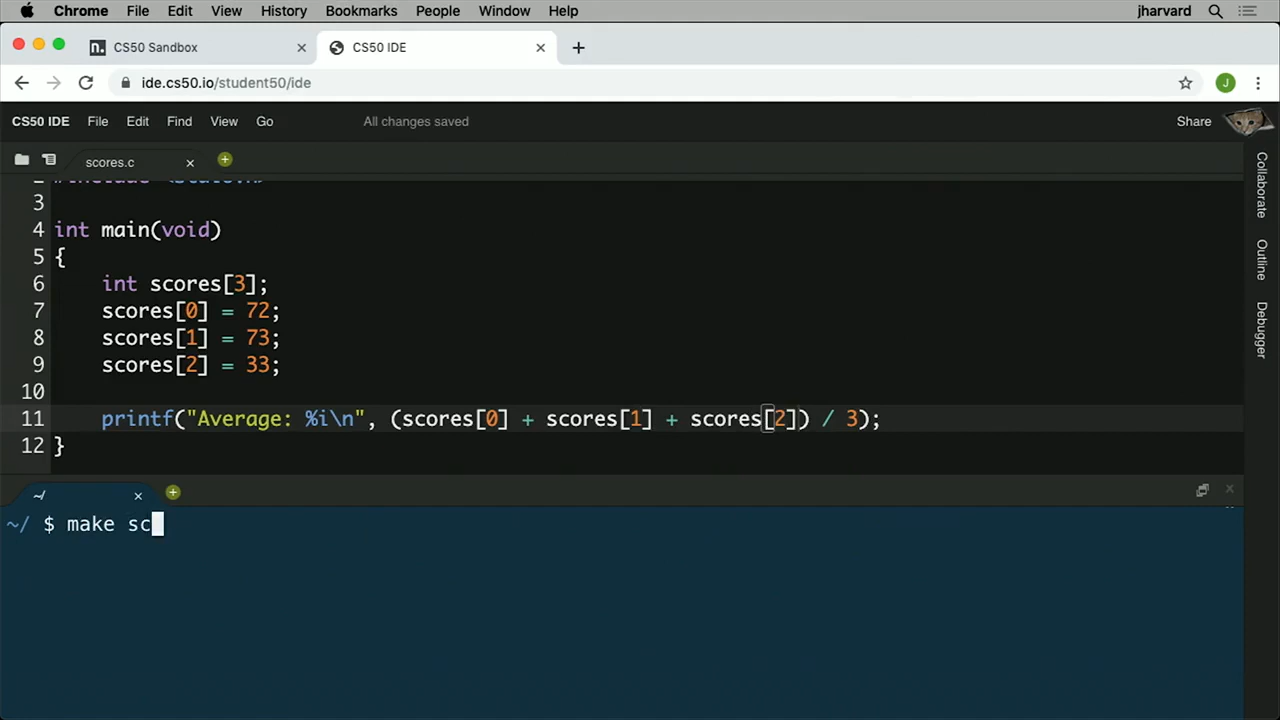 Chrome File Edit View History Bookmarks People Window Help jharvard
CS50 Sandbox CS50 IDE
ide.cs50.io/student50/ide J
CS50 IDE File Edit Find View Go All changes saved Share
scores.c
3
4 int main(void)
5 {
6 int scores[3];
7 scores[0] = 72;
8 scores[1] = 73;
9 scores[2] = 33;
10
11 printf("Average: %i\n", (scores[0] + scores[1] + scores[2]) / 3);
12 }
~/
~/ $ make sc
Collaborate
Outline
Debugger